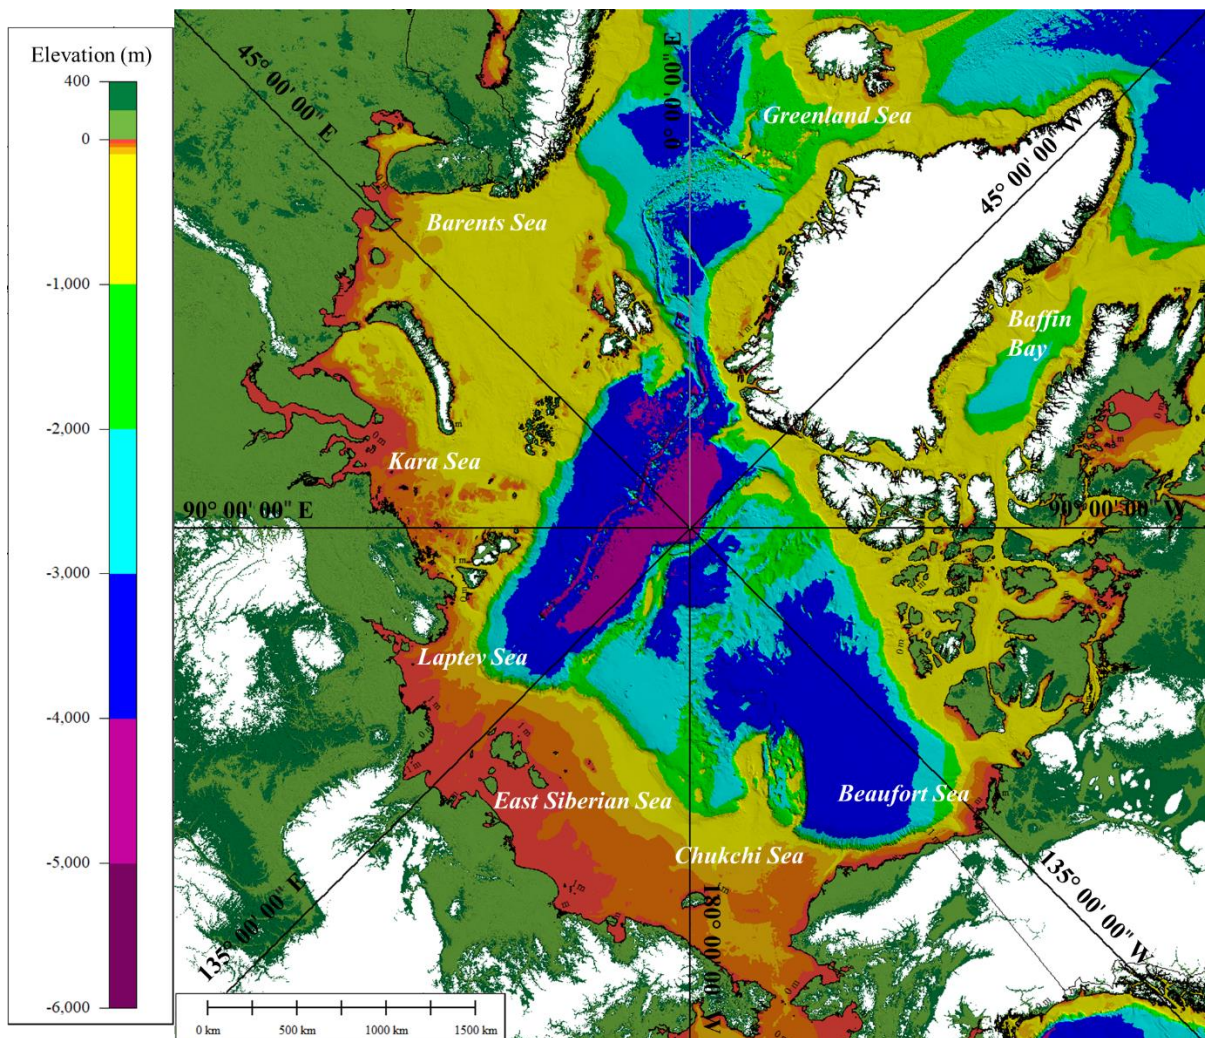 Elevation (m)
400
0
-1,000
-2,000
-3,000
-4,000
-5,000
-6,000
45° 00' 00" E
0° 00' 00" E
Greenland Sea
45° 00' 00" W
Barents Sea
Baffin
Bay
Kara Sea
90° 00' 00" E
90° 00' 00" W
Laptev Sea
East Siberian Sea
Beaufort Sea
Chukchi Sea
135° 00' 00" E
180° 00' 00" W
135° 00' 00" W
0 km
500 km
1000 km
1500 km